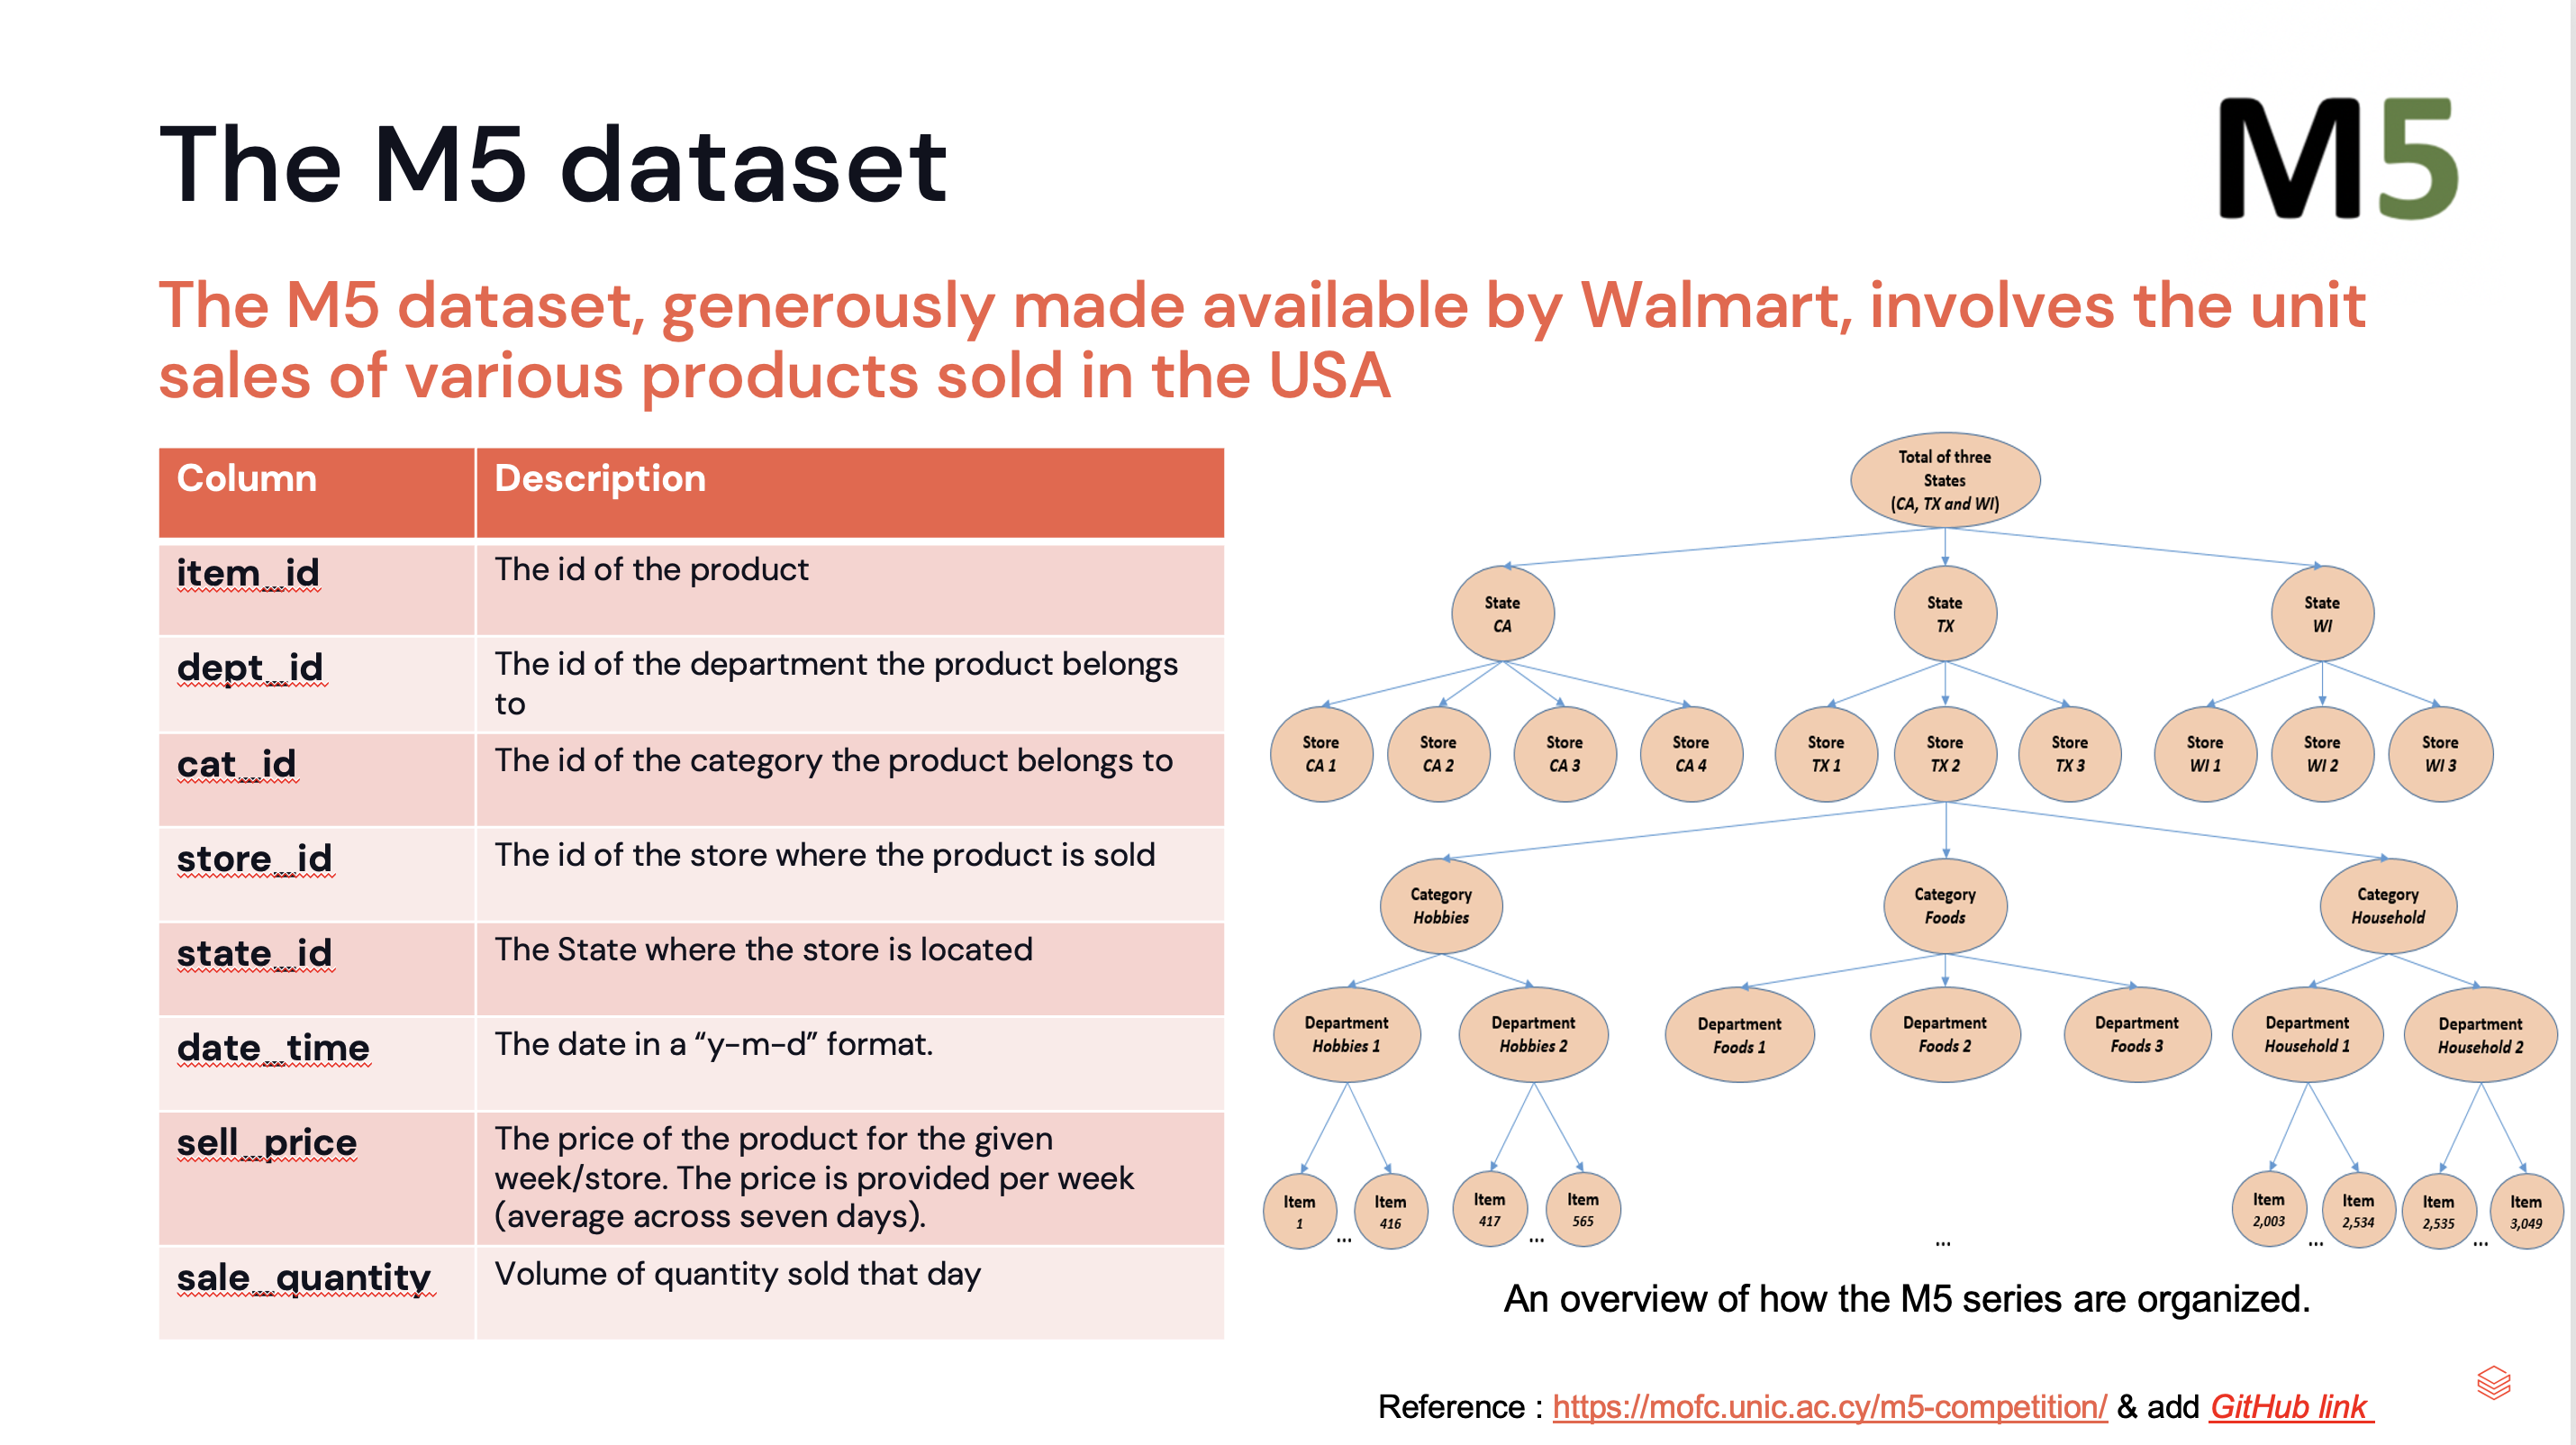 The M5 dataset
M5
The M5 dataset, generously made available by Walmart, involves the unit
sales of various products sold in the USA
Column Description
item_id The id of the product
dept_id The id of the department the product belongs
to
cat_id The id of the category the product belongs to
store_id The id of the store where the product is sold
state_id The State where the store is located
date_time The date in a “y-m-d” format.
sell_price The price of the product for the given
week/store. The price is provided per week
(average across seven days).
sale_quantity Volume of quantity sold that day
Total of three
States
(CA, TX and WI)
State
CA
State
TX
State
WI
Store
CA 1
Store
CA 2
Store
CA 3
Store
CA 4
Store
TX 1
Store
TX 2
Store
TX 3
Store
WI 1
Store
WI 2
Store
WI 3
Category
Hobbies
Category
Foods
Category
Household
Department
Hobbies 1
Department
Hobbies 2
Department
Foods 1
Department
Foods 2
Department
Foods 3
Department
Household 1
Department
Household 2
Item
1
...
Item
416
Item
417
...
Item
565
...
Item
2,003
...
Item
2,534
Item
2,535
...
Item
3,049
An overview of how the M5 series are organized.
Reference : https://mofc.unic.ac.cy/m5-competition/ & add GitHub link